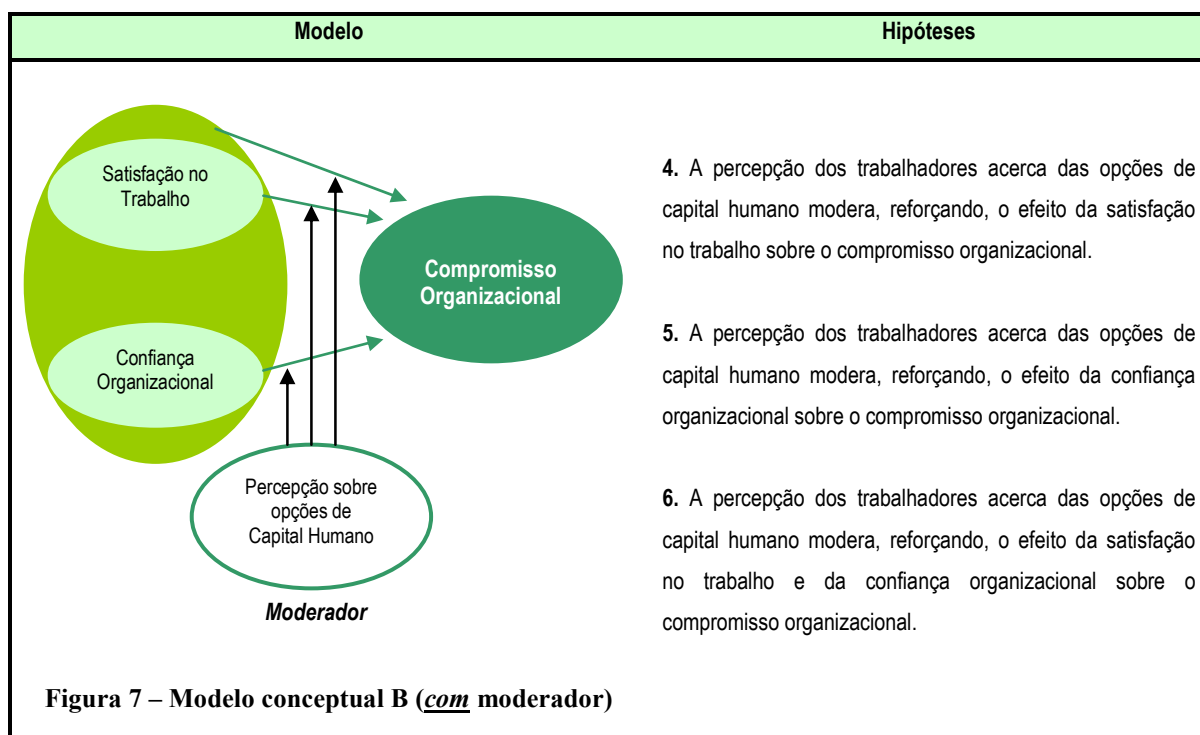 Modelo
Hipóteses
Satisfação no
Trabalho
Confiança
Organizacional
Compromisso
Organizacional
Percepção sobre
opções de
Capital Humano
Moderador
4. A percepção dos trabalhadores acerca das opções de
capital humano modera, reforçando, o efeito da satisfação
no trabalho sobre o compromisso organizacional.
5. A percepção dos trabalhadores acerca das opções de
capital humano modera, reforçando, o efeito da confiança
organizacional sobre o compromisso organizacional.
6. A percepção dos trabalhadores acerca das opções de
capital humano modera, reforçando, o efeito da satisfação
no trabalho e da confiança organizacional sobre o
compromisso organizacional.
Figura 7 – Modelo conceptual B (com moderador)